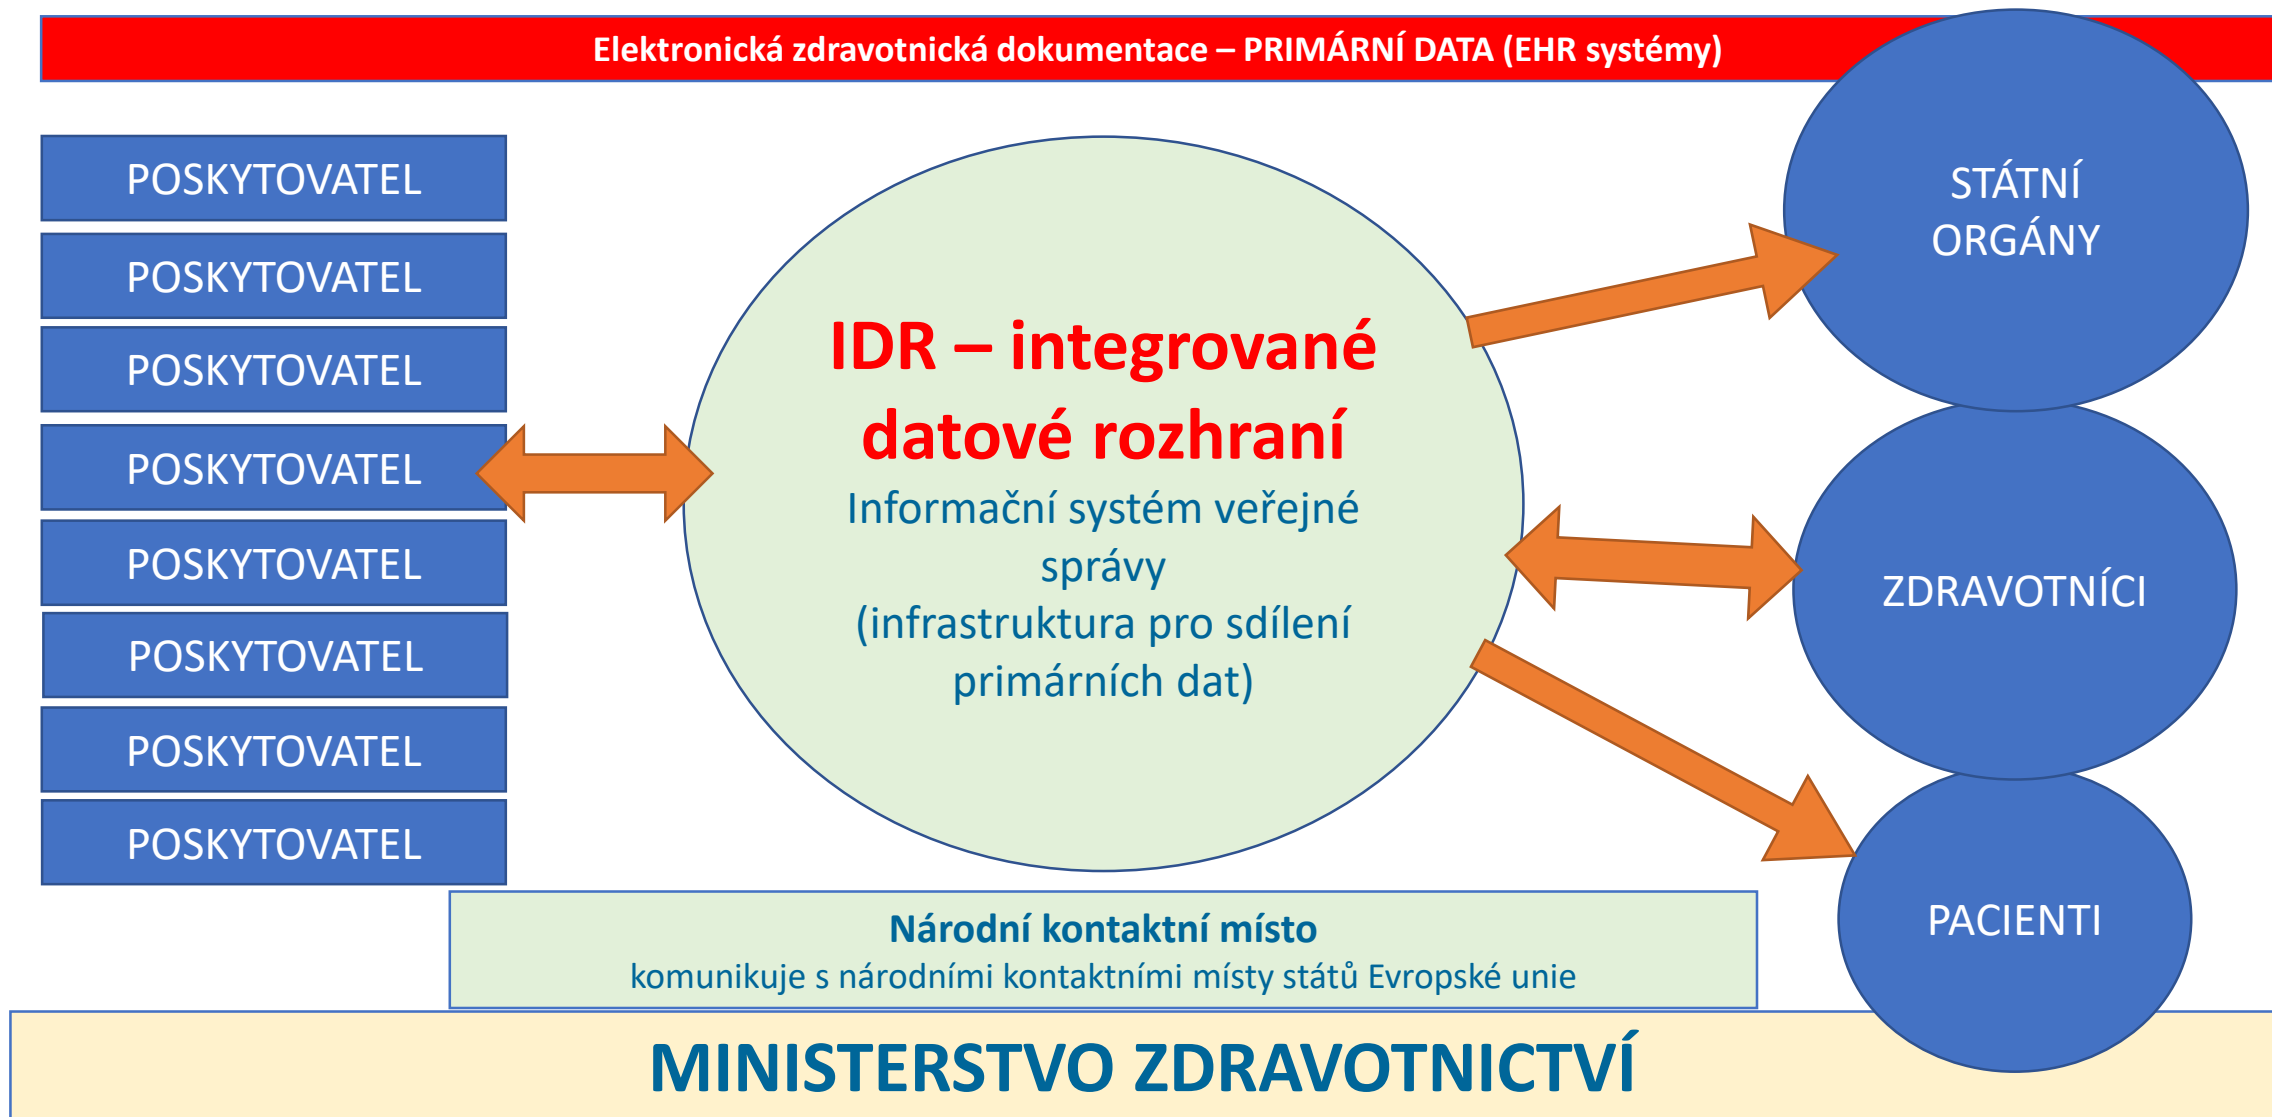 Elektronická zdravotnická dokumentace – PRIMÁRNÍ DATA (EHR systémy)
POSKYTOVATEL
POSKYTOVATEL
POSKYTOVATEL
POSKYTOVATEL
POSKYTOVATEL
POSKYTOVATEL
POSKYTOVATEL
POSKYTOVATEL
IDR – integrované
datové rozhraní
Informační systém veřejné
správy
(infrastruktura pro sdílení
primárních dat)
STÁTNÍ
ORGÁNY
ZDRAVOTNÍCI
PACIENTI
Národní kontaktní místo
komunikuje s národními kontaktními místy států Evropské unie
MINISTERSTVO ZDRAVOTNICTVÍ